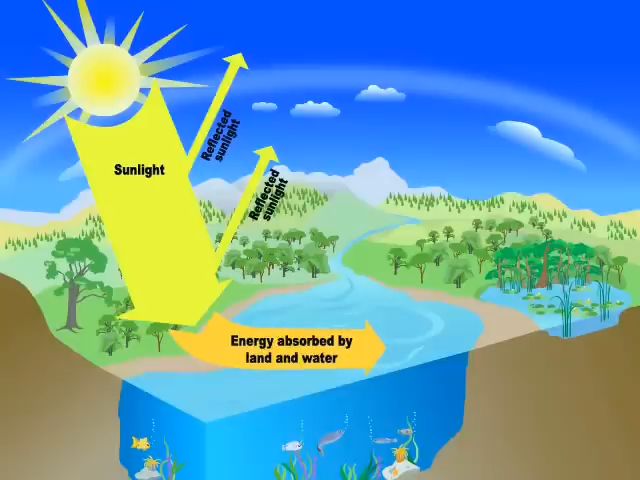 Reflected
sunlight
Sunlight
Reflected
sunlight
Energy absorbed by
land and water